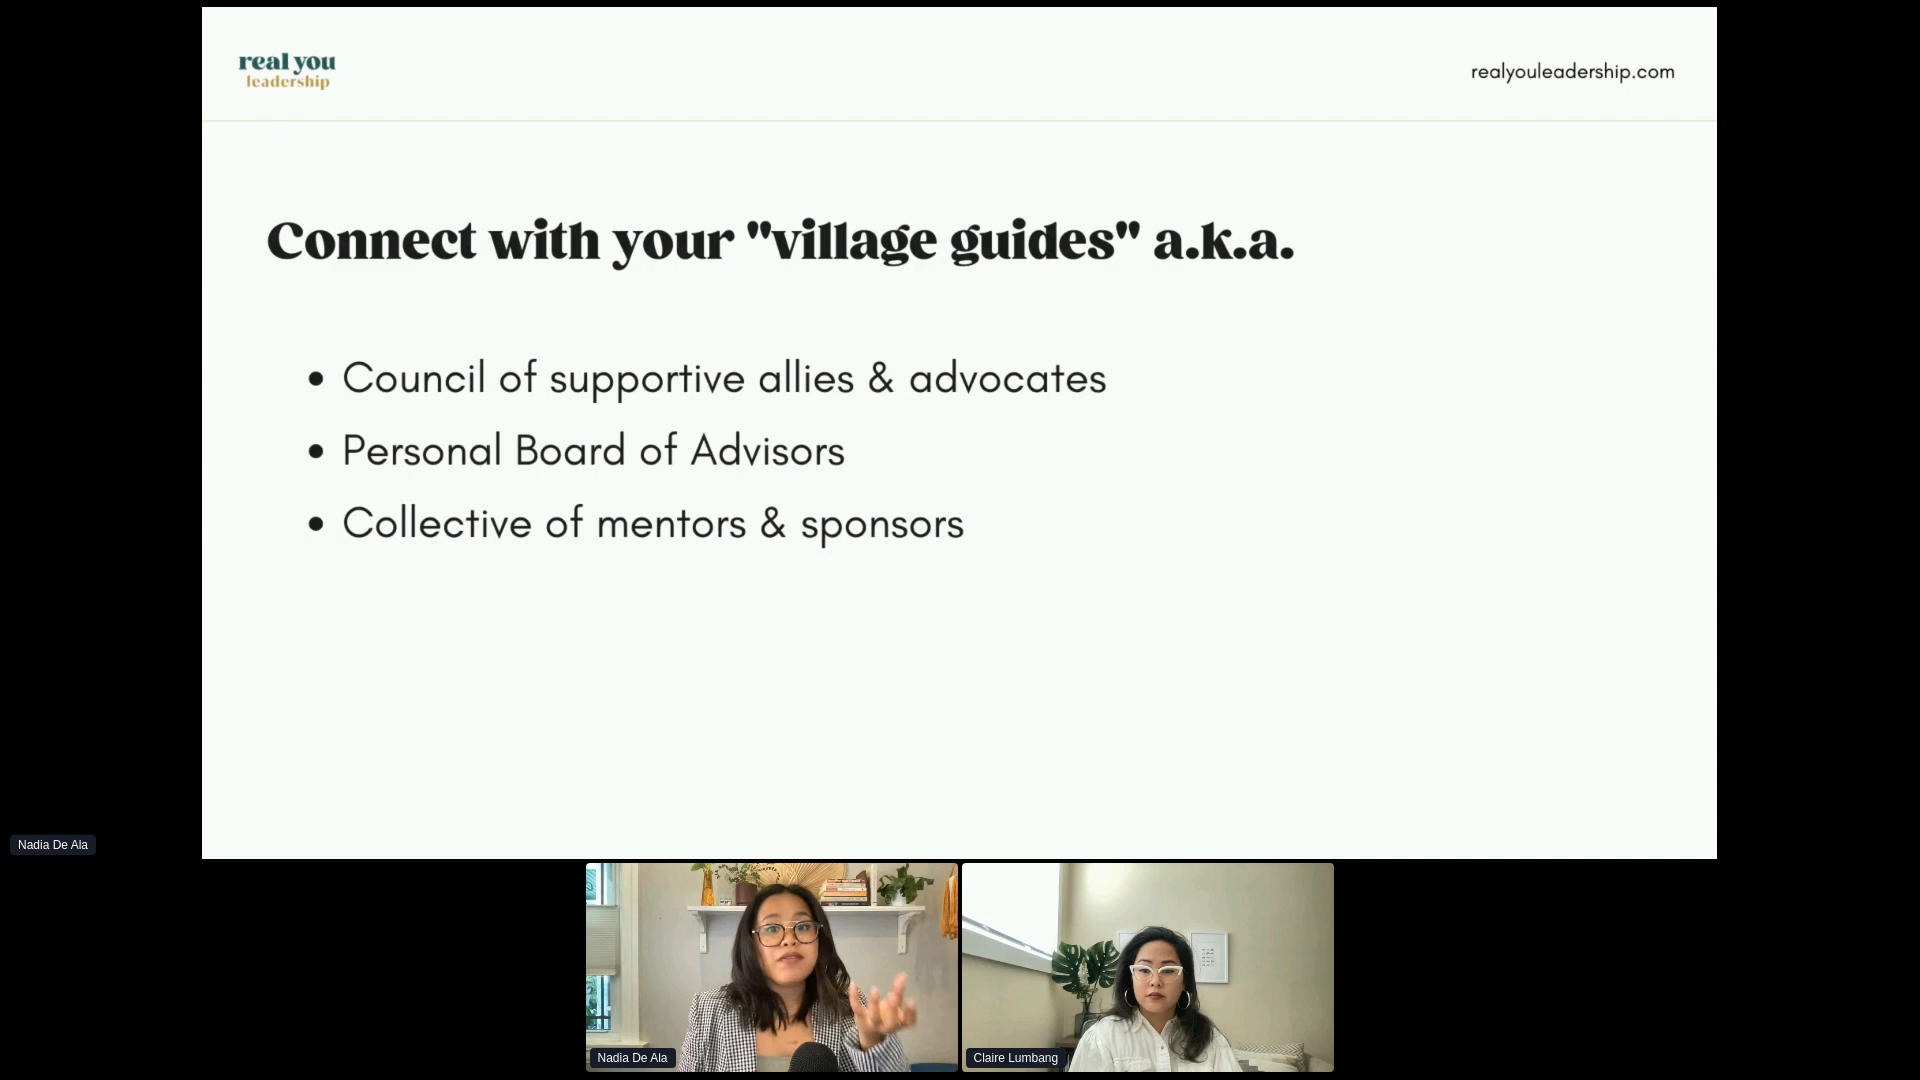 real you
leadership
realyouleadership.com
Connect with your "village guides" a.k.a.
• Council of supportive allies & advocates
• Personal Board of Advisors
• Collective of mentors & sponsors
Nadia De Ala
Nadia De Ala
Claire Lumbang